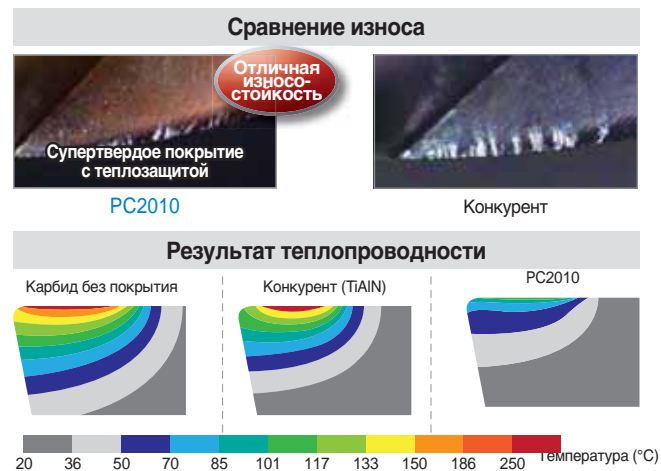 Сравнение износа
Отличная
износо-
стойкость
Супертвердое покрытие
с теплозащитой
PC2010
Конкурент
Результат теплопроводности
Карбид без покрытия
Конкурент (TiAlN)
PC2010
20 36 50 70 85 101 117 133 150 186 250 Температура (°C)